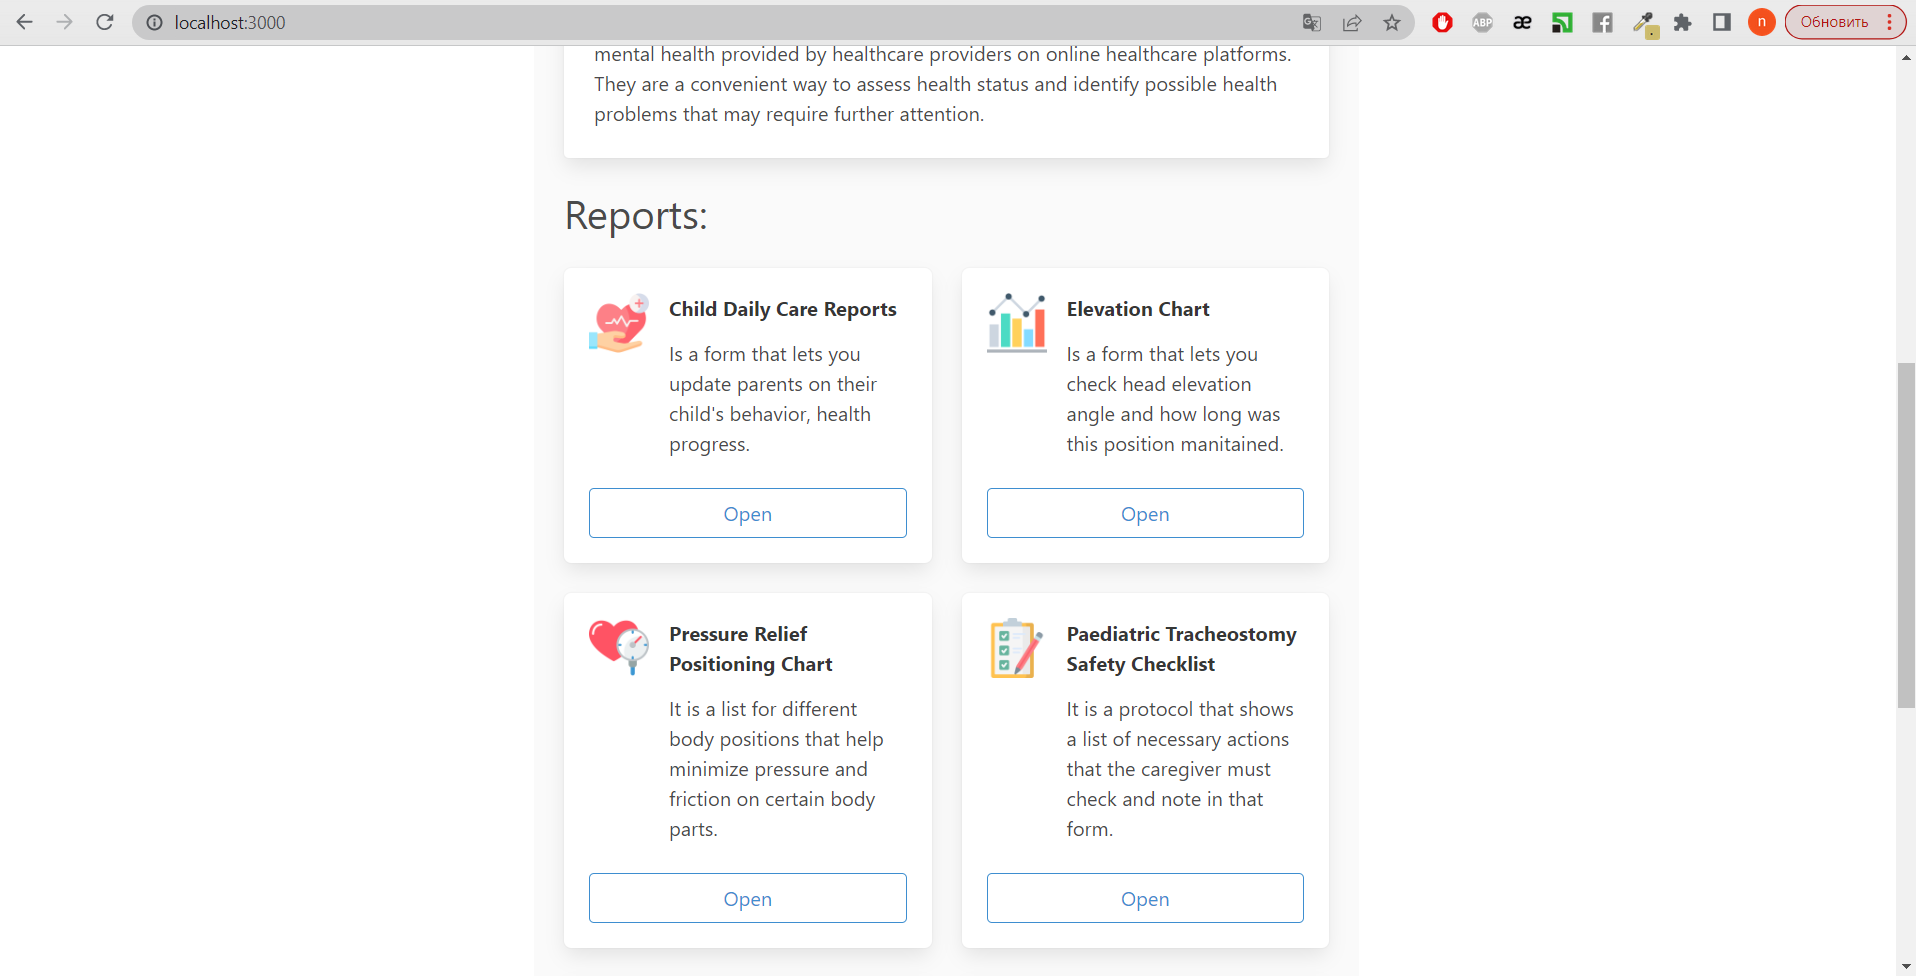 localhost:3000
ABP
æ
n
Обновить
mental health provided by healthcare providers on online healthcare platforms.
They are a convenient way to assess health status and identify possible health
problems that may require further attention.
Reports:
Child Daily Care Reports
Is a form that lets you
update parents on their
child's behavior, health
progress.
Open
Elevation Chart
Is a form that lets you
check head elevation
angle and how long was
this position manitained.
Open
Pressure Relief
Positioning Chart
It is a list for different
body positions that help
minimize pressure and
friction on certain body
parts.
Open
Paediatric Tracheostomy
Safety Checklist
It is a protocol that shows
a list of necessary actions
that the caregiver must
check and note in that
form.
Open